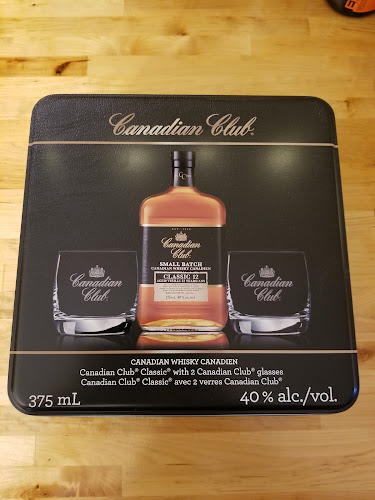 Canadian Club®
Canadian
Club®
SMALL BATCH
CANADIAN WHISKY CANADIEN
CLASSIC 12
Canadian
Club®
Canadian
Club®
CANADIAN WHISKY CANADIEN
Canadian Club® Classic® with 2 Canadian Club® glasses
Canadian Club® Classic® avec 2 verres Canadian Club®
375 mL
40 % alc./vol.